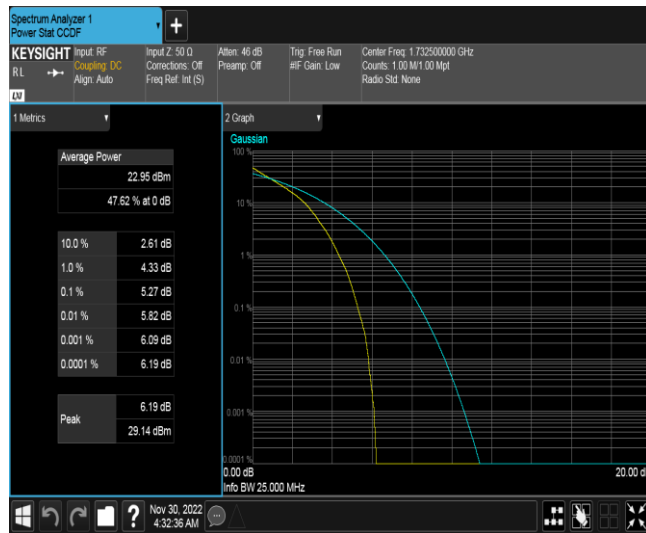 Spectrum Analyzer 1
Power Stat CCDF
+
KEYSIGHT
RL
LXI
Input: RF
Coupling: DC
Align: Auto
Input Z: 50 Ω
Corrections: Off
Freq Ref: Int (S)
Atten: 46 dB
Preamp: Off
Trig: Free Run
#IF Gain: Low
Center Freq: 1.732500000 GHz
Counts: 1.00 M/1.00 Mpt
Radio Std: None
1 Metrics
Average Power
22.95 dBm
47.62 % at 0 dB
10.0 % 2.61 dB
1.0 % 4.33 dB
0.1 % 5.27 dB
0.01 % 5.82 dB
0.001 % 6.09 dB
0.0001 % 6.19 dB
Peak
6.19 dB
29.14 dBm
2 Graph
Gaussian
100 %
10 %
1 %
0.1 %
0.01 %
0.001 %
0.0001 %
0.00 dB
20.00 d
Info BW 25.000 MHz
?
Nov 30, 2022
4:32:36 AM